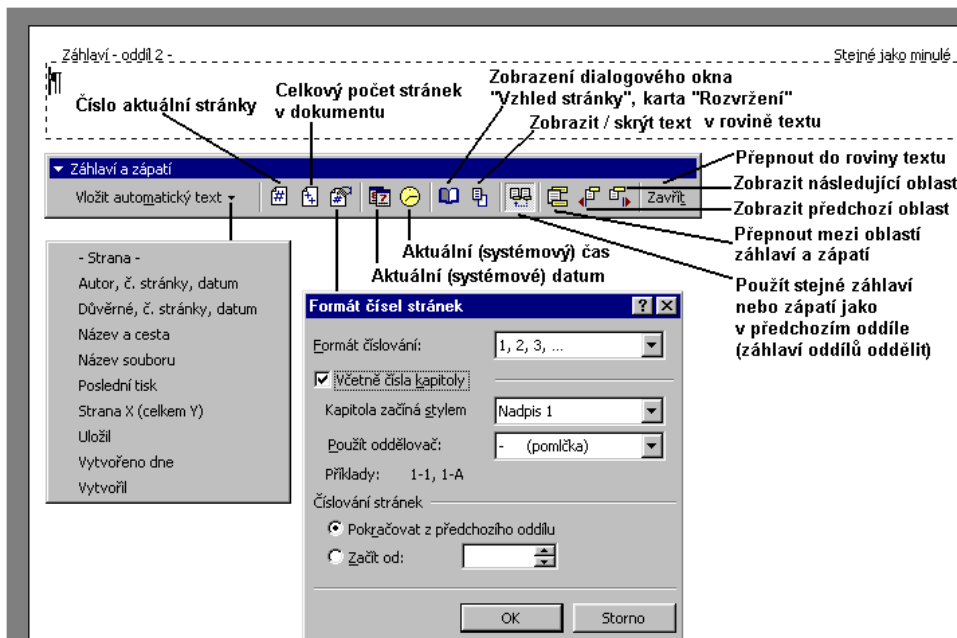 Záhlaví - oddíl 2 -
Stejné jako minulé
¶
Číslo aktuální stránky
Celkový počet stránek
v dokumentu
Zobrazení dialogového okna
"Vzhled stránky", karta "Rozvržení"
Zobrazit / skrýt text v rovině textu
Záhlaví a zápatí
Vložit automatický text
Zavřít
Přepnout do roviny textu
Zobrazit následující oblast
Zobrazit předchozí oblast
Přepnout mezi oblastí
záhlaví a zápatí
Použít stejné záhlaví
nebo zápatí jako
v předchozím oddíle
(záhlaví oddílů oddělit)
Aktuální (systémový) čas
Aktuální (systémové) datum
- Strana -
Autor, č. stránky, datum
Důvěrné, č. stránky, datum
Název a cesta
Název souboru
Poslední tisk
Strana X (celkem Y)
Uložil
Vytvořeno dne
Vytvořil
Formát čísel stránek
Formát číslování:
1, 2, 3, ...
Včetně čísla kapitoly
Kapitola začíná stylem
Nadpis 1
Použít oddělovač:
- (pomlčka)
Příklady: 1-1, 1-A
Číslování stránek
Pokračovat z předchozího oddílu
Začít od:
OK
Storno